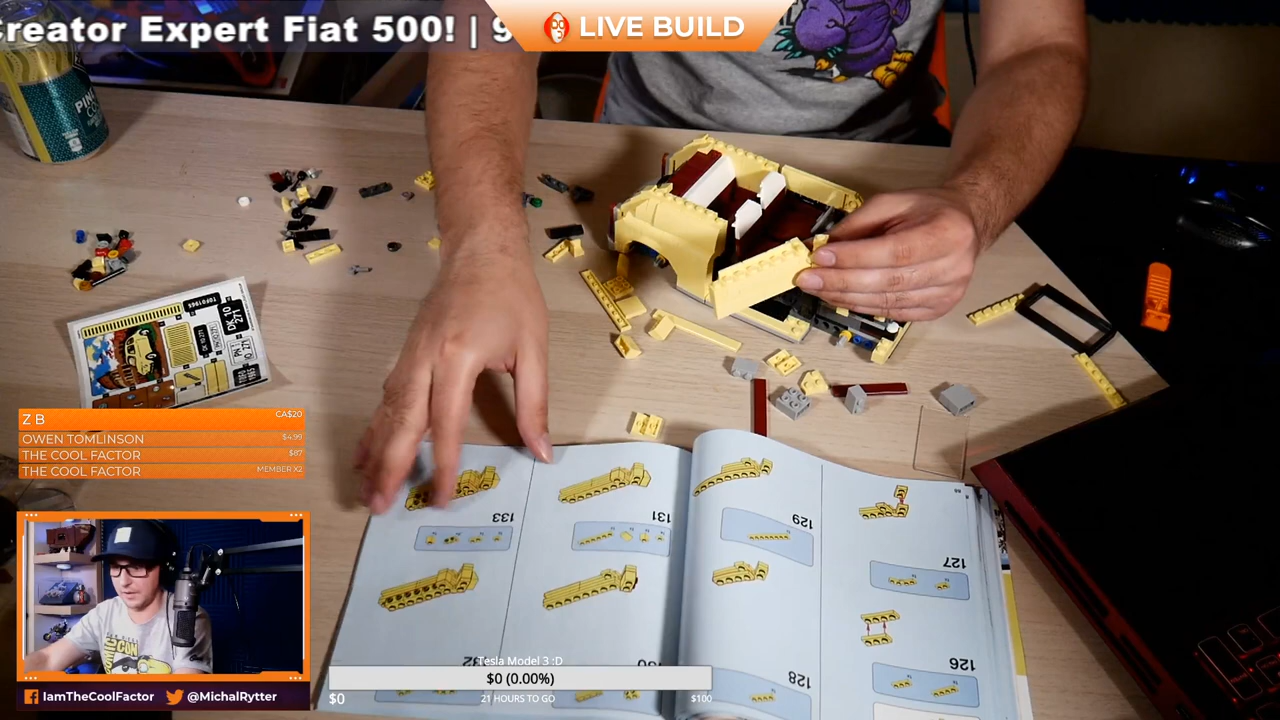 Creator Expert Fiat 500! | 9
LIVE BUILD
Z B
CA$20
OWEN TOMLINSON
$4.99
THE COOL FACTOR
$87
THE COOL FACTOR
MEMBER X2
133
131
129
127
128
126
Tesla Model 3 :D
$0 (0.00%)
$0
21 HOURS TO GO
$100
IamTheCoolFactor
@MichalRytter